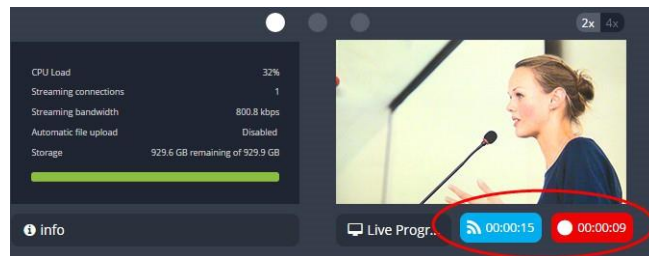 2x 4x
CPU Load 32%
Streaming connections 1
Streaming bandwidth 800.8 kbps
Automatic file upload Disabled
Storage 929.6 GB remaining of 929.9 GB
info
Live Progr... 00:00:15 00:00:09